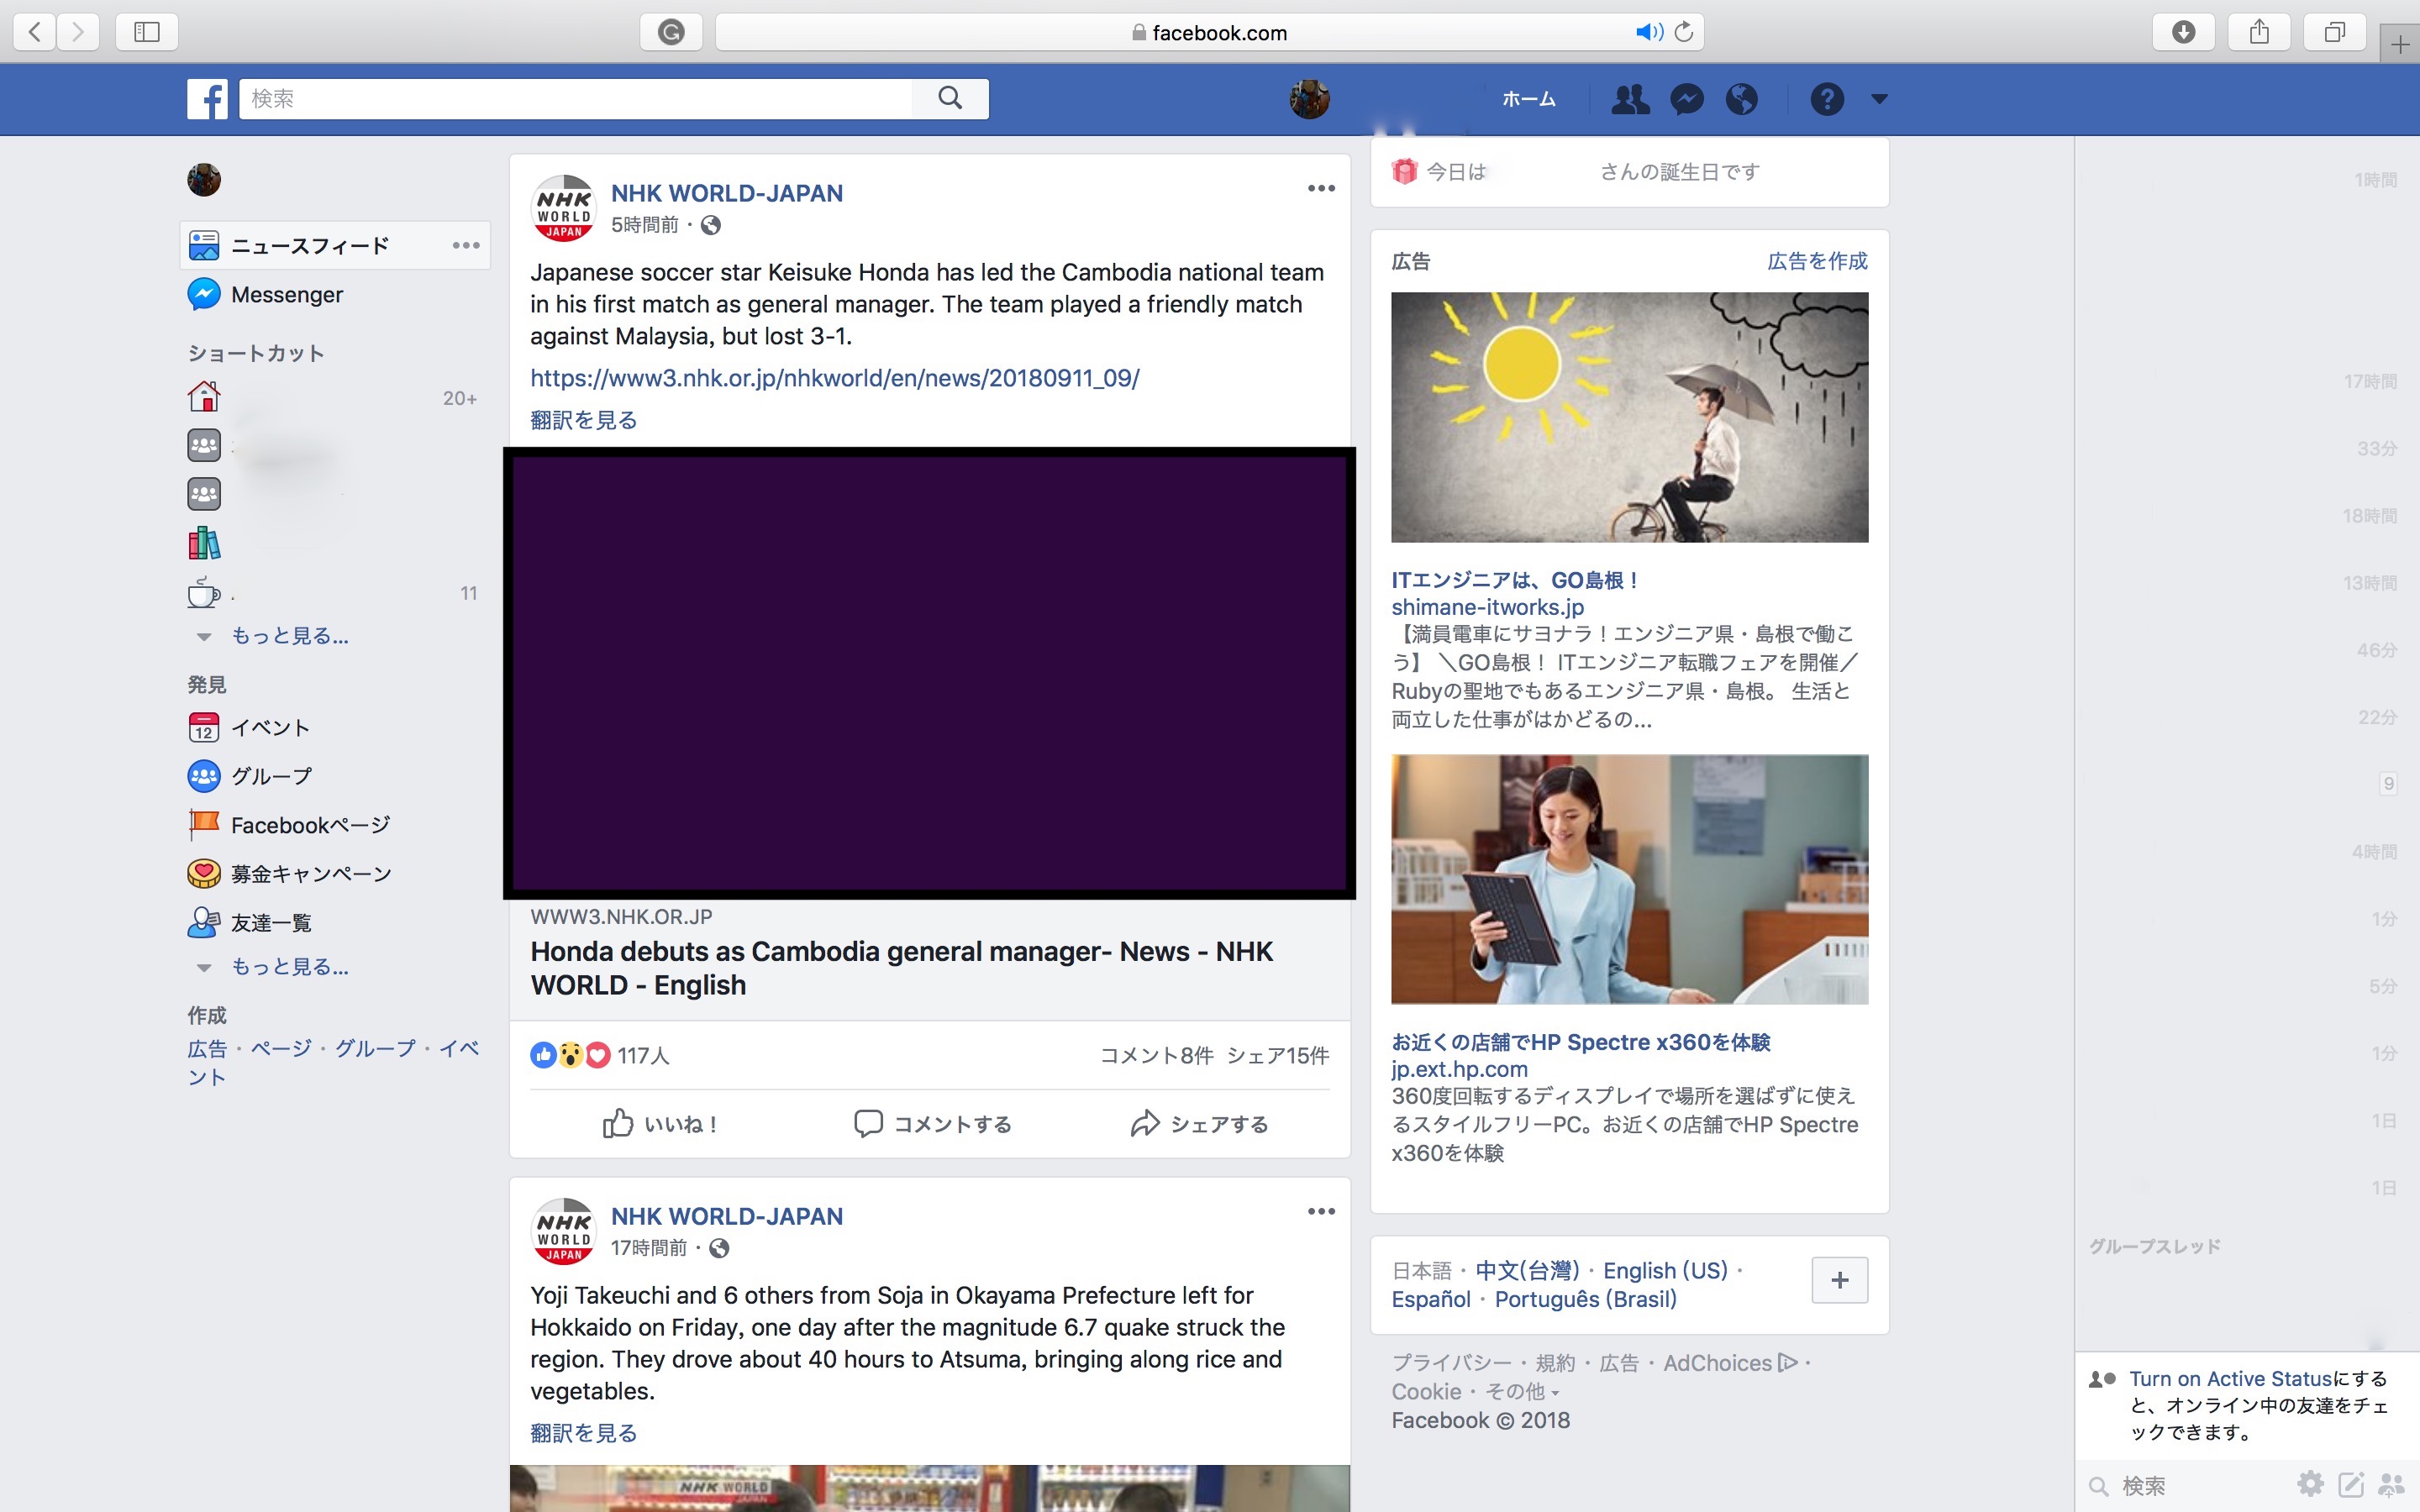 facebook.com
検索
ホーム
ニュースフィード
Messenger
ショートカット
20+
11
もっと見る...
発見
12
イベント
グループ
Facebookページ
募金キャンペーン
友達一覧
もっと見る...
作成
広告 · ページ · グループ · イベ
ント
NHK
WORLD
JAPAN
NHK WORLD-JAPAN
5時間前 ·
Japanese soccer star Keisuke Honda has led the Cambodia national team
in his first match as general manager. The team played a friendly match
against Malaysia, but lost 3-1.
https://www3.nhk.or.jp/nhkworld/en/news/20180911_09/
翻訳を見る
WWW3.NHK.OR.JP
Honda debuts as Cambodia general manager- News - NHK
WORLD - English
117人
コメント8件 シェア15件
いいね！ コメントする シェアする
NHK
WORLD
JAPAN
NHK WORLD-JAPAN
17時間前 ·
Yoji Takeuchi and 6 others from Soja in Okayama Prefecture left for
Hokkaido on Friday, one day after the magnitude 6.7 quake struck the
region. They drove about 40 hours to Atsuma, bringing along rice and
vegetables.
翻訳を見る
NHK WORLD
JAPAN
今日は さんの誕生日です
広告 広告を作成
ITエンジニアは、GO島根！
shimane-itworks.jp
【満員電車にサヨナラ！エンジニア県・島根で働こ
う】 ＼GO島根！ ITエンジニア転職フェアを開催／
Rubyの聖地でもあるエンジニア県・島根。 生活と
両立した仕事がはかどるの...
お近くの店舗でHP Spectre x360を体験
jp.ext.hp.com
360度回転するディスプレイで場所を選ばずに使え
るスタイルフリーPC。お近くの店舗でHP Spectre
x360を体験
日本語 · 中文(台灣) · English (US) ·
Español · Português (Brasil)
プライバシー · 規約 · 広告 · AdChoices ·
Cookie · その他
Facebook © 2018
1時間
17時間
33分
18時間
13時間
46分
22分
9
4時間
1分
5分
1分
1日
1日
グループスレッド
Turn on Active Statusにする
と、オンライン中の友達をチェ
ックできます。
検索